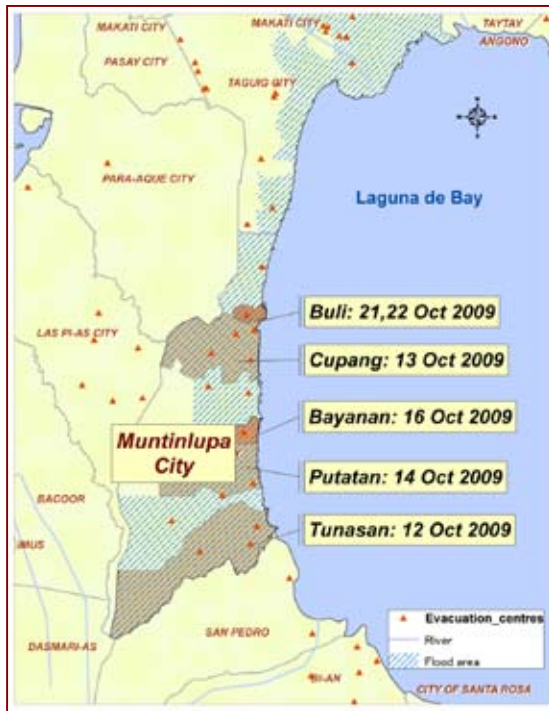 MAKATI CITY
MAKATI CITY
TAYTAY
ANGONO
PASAY CITY
TAGUIG CITY
PARA-AQUE CITY
Laguna de Bay
Buli: 21,22 Oct 2009
LAS PI-AS CITY
Cupang: 13 Oct 2009
Bayanan: 16 Oct 2009
Muntinlupa
City
Putatan: 14 Oct 2009
BACOOR
Tunasan: 12 Oct 2009
IMUS
Evacuation_centres
River
Flood area
SAN PEDRO
DASMARI-AS
BI-AN
CITY OF SANTA ROSA